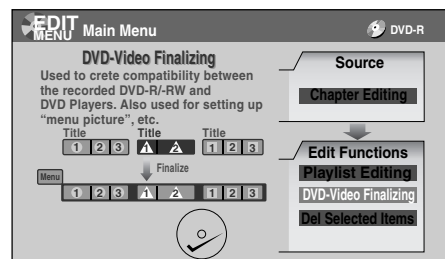 EDIT
MENU Main Menu
DVD-R
DVD-Video Finalizing
Used to crete compatibility between
the recorded DVD-R/-RW and
DVD Players. Also used for setting up
“menu picture”, etc.
Title Title Title
1 2 3 1 2 1 2 3
Finalize
Menu
1 2 3 1 2 1 2 3
Source
Chapter Editing
Edit Functions
Playlist Editing
DVD-Video Finalizing
Del Selected Items